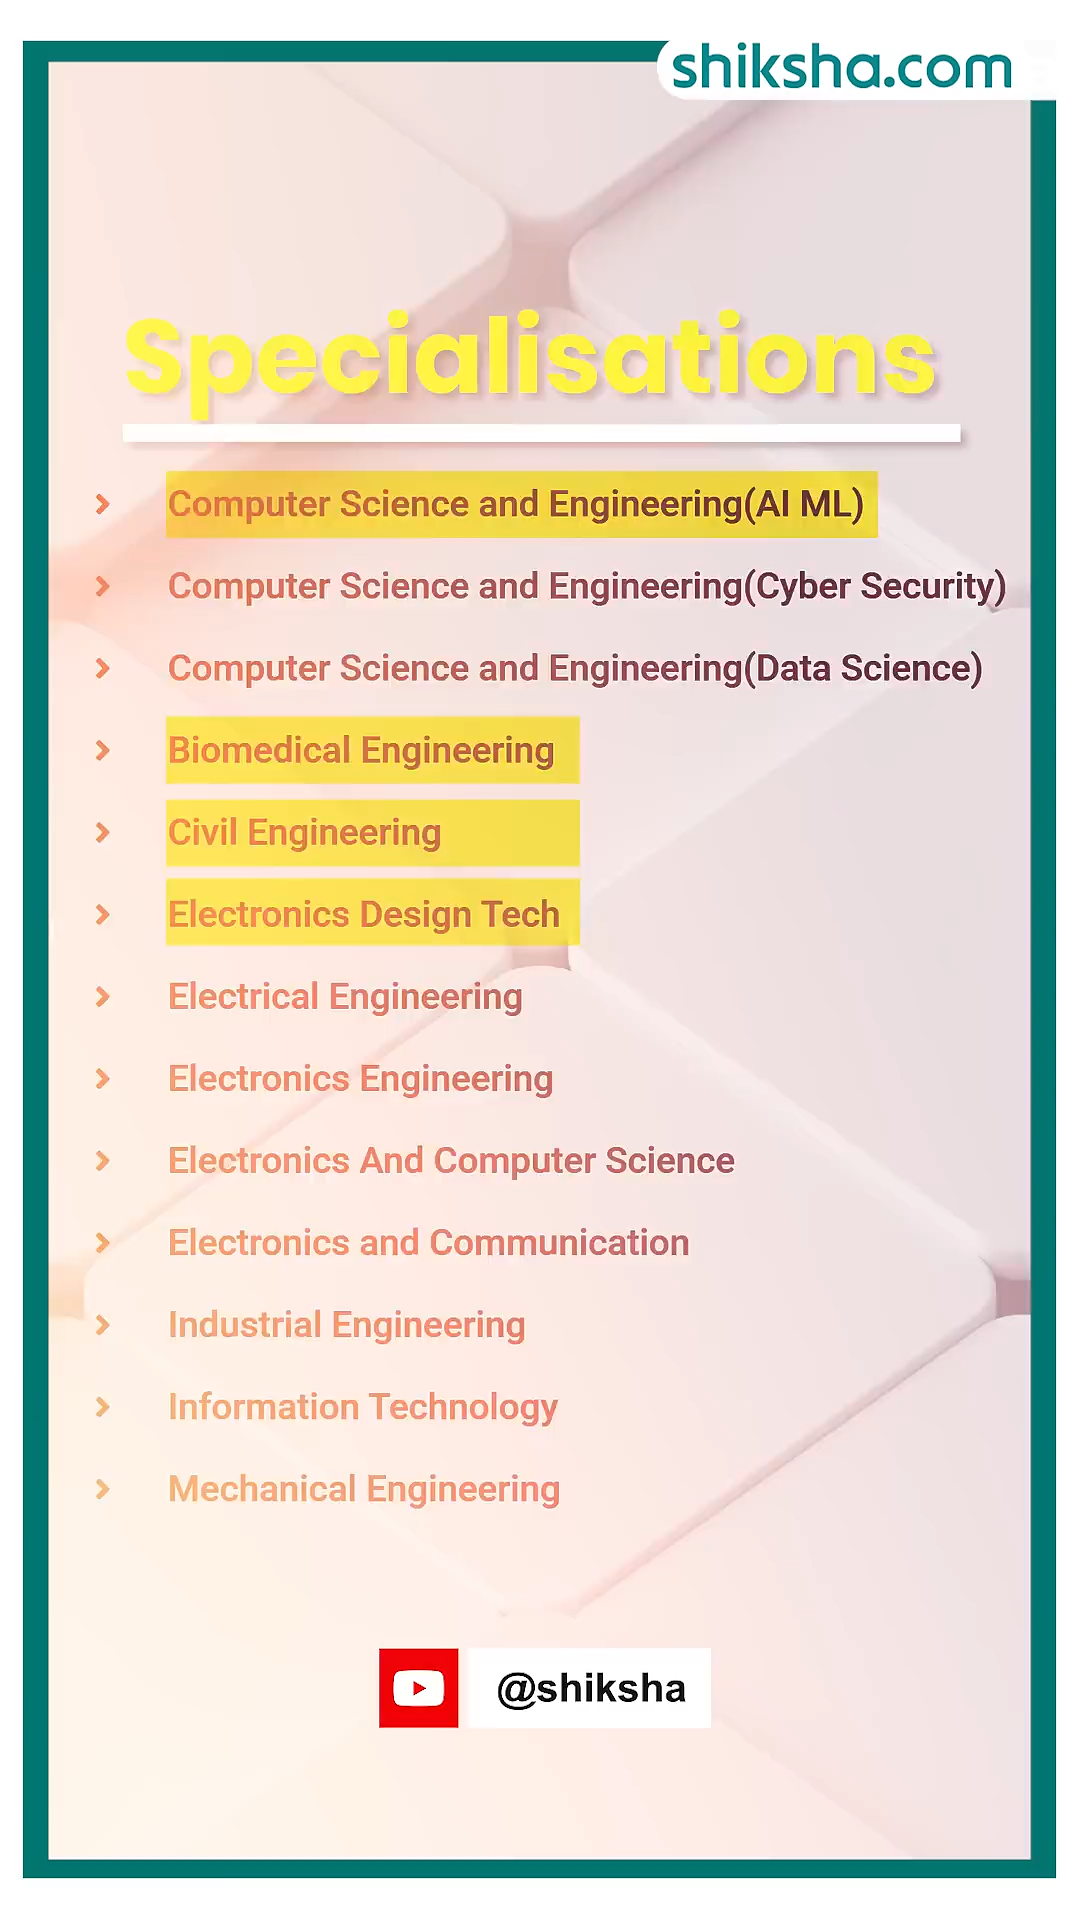 shiksha.com
Specialisations
Computer Science and Engineering(AI ML)
Computer Science and Engineering(Cyber Security)
Computer Science and Engineering(Data Science)
Biomedical Engineering
Civil Engineering
Electronics Design Tech
Electrical Engineering
Electronics Engineering
Electronics And Computer Science
Electronics and Communication
Industrial Engineering
Information Technology
Mechanical Engineering
@shiksha